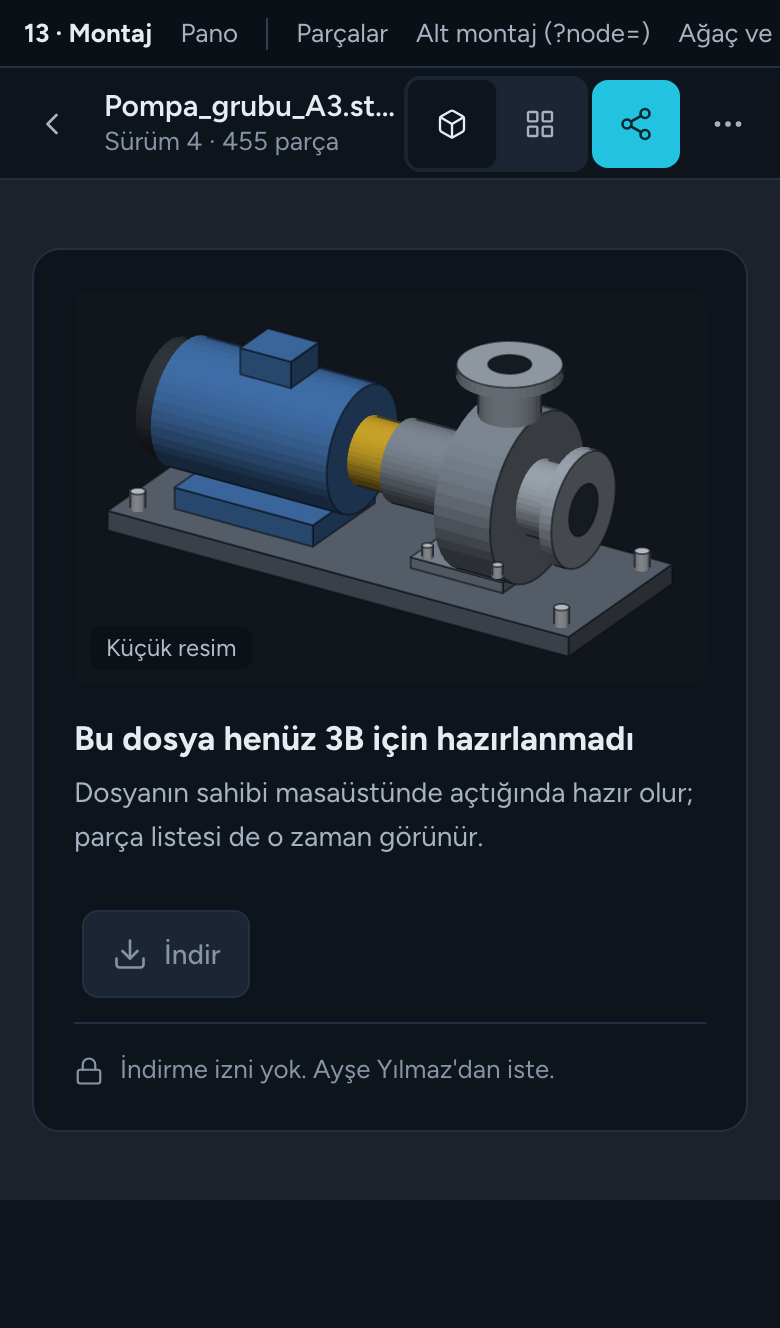 13 · Montaj
Pano
Parçalar
Alt montaj (?node=)
Ağaç ve
Pompa_grubu_A3.st...
Sürüm 4 · 455 parça
Küçük resim
Bu dosya henüz 3B için hazırlanmadı
Dosyanın sahibi masaüstünde açtığında hazır olur;
parça listesi de o zaman görünür.
İndir
İndirme izni yok. Ayşe Yılmaz'dan iste.